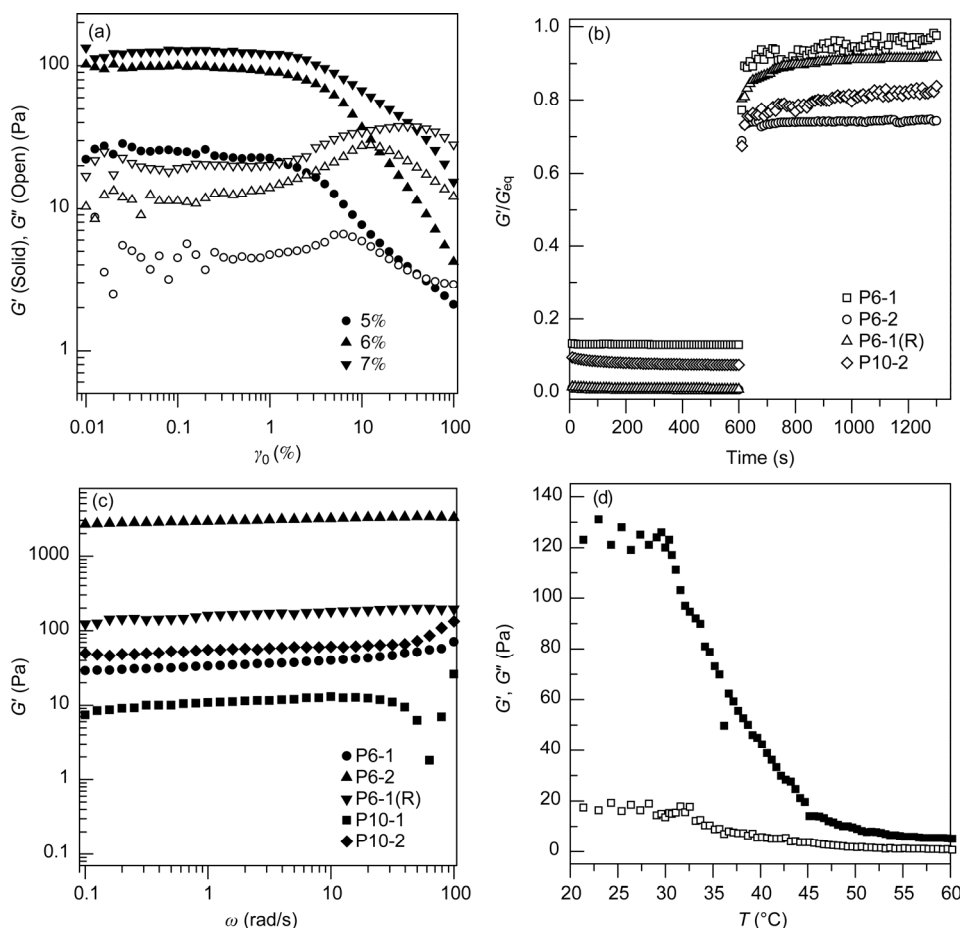 (a)
G′ (Solid), G″ (Open) (Pa)
100
10
1
5%
6%
7%
0.01 0.1 1 10 100
γ0 (%)
(b)
G′/G′eq
1.0
0.8
0.6
0.4
0.2
0.0
P6-1
P6-2
P6-1(R)
P10-2
0 200 400 600 800 1000 1200
Time (s)
(c)
G′ (Pa)
1000
100
10
1
0.1
P6-1
P6-2
P6-1(R)
P10-1
P10-2
0.1 1 10 100
ω (rad/s)
(d)
G′, G″ (Pa)
140
120
100
80
60
40
20
0
20 25 30 35 40 45 50 55 60
T (°C)